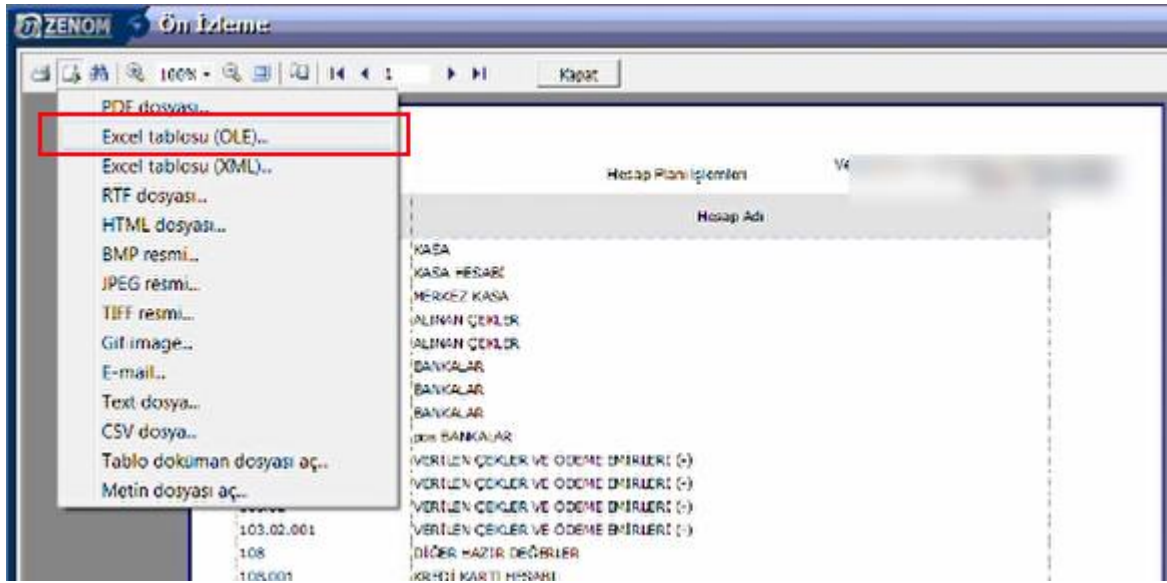 ZENOM Ön İzleme
100% 1 Kapat
PDF dosyası...
Excel tablosu (OLE)...
Excel tablosu (XML)...
RTF dosyası...
HTML dosyası...
BMP resmi...
JPEG resmi...
TIFF resmi...
Gif image...
E-mail...
Text dosya...
CSV dosya...
Tablo doküman dosyası aç...
Metin dosyası aç...
Hesap Planı İşlemleri Ve
Hesap Adı
KASA
KASA HESABI
MERKEZ KASA
ALINAN ÇEKLER
ALINAN ÇEKLER
BANKALAR
BANKALAR
BANKALAR
pos BANKALAR
VERİLEN ÇEKLER VE ÖDEME EMİRLERİ (-)
VERİLEN ÇEKLER VE ÖDEME EMİRLERİ (-)
VERİLEN ÇEKLER VE ÖDEME EMİRLERİ (-)
103.02.001 VERİLEN ÇEKLER VE ÖDEME EMİRLERİ (-)
108 DİĞER HAZIR DEĞERLER
108.001 KREDİ KARTI HESABI